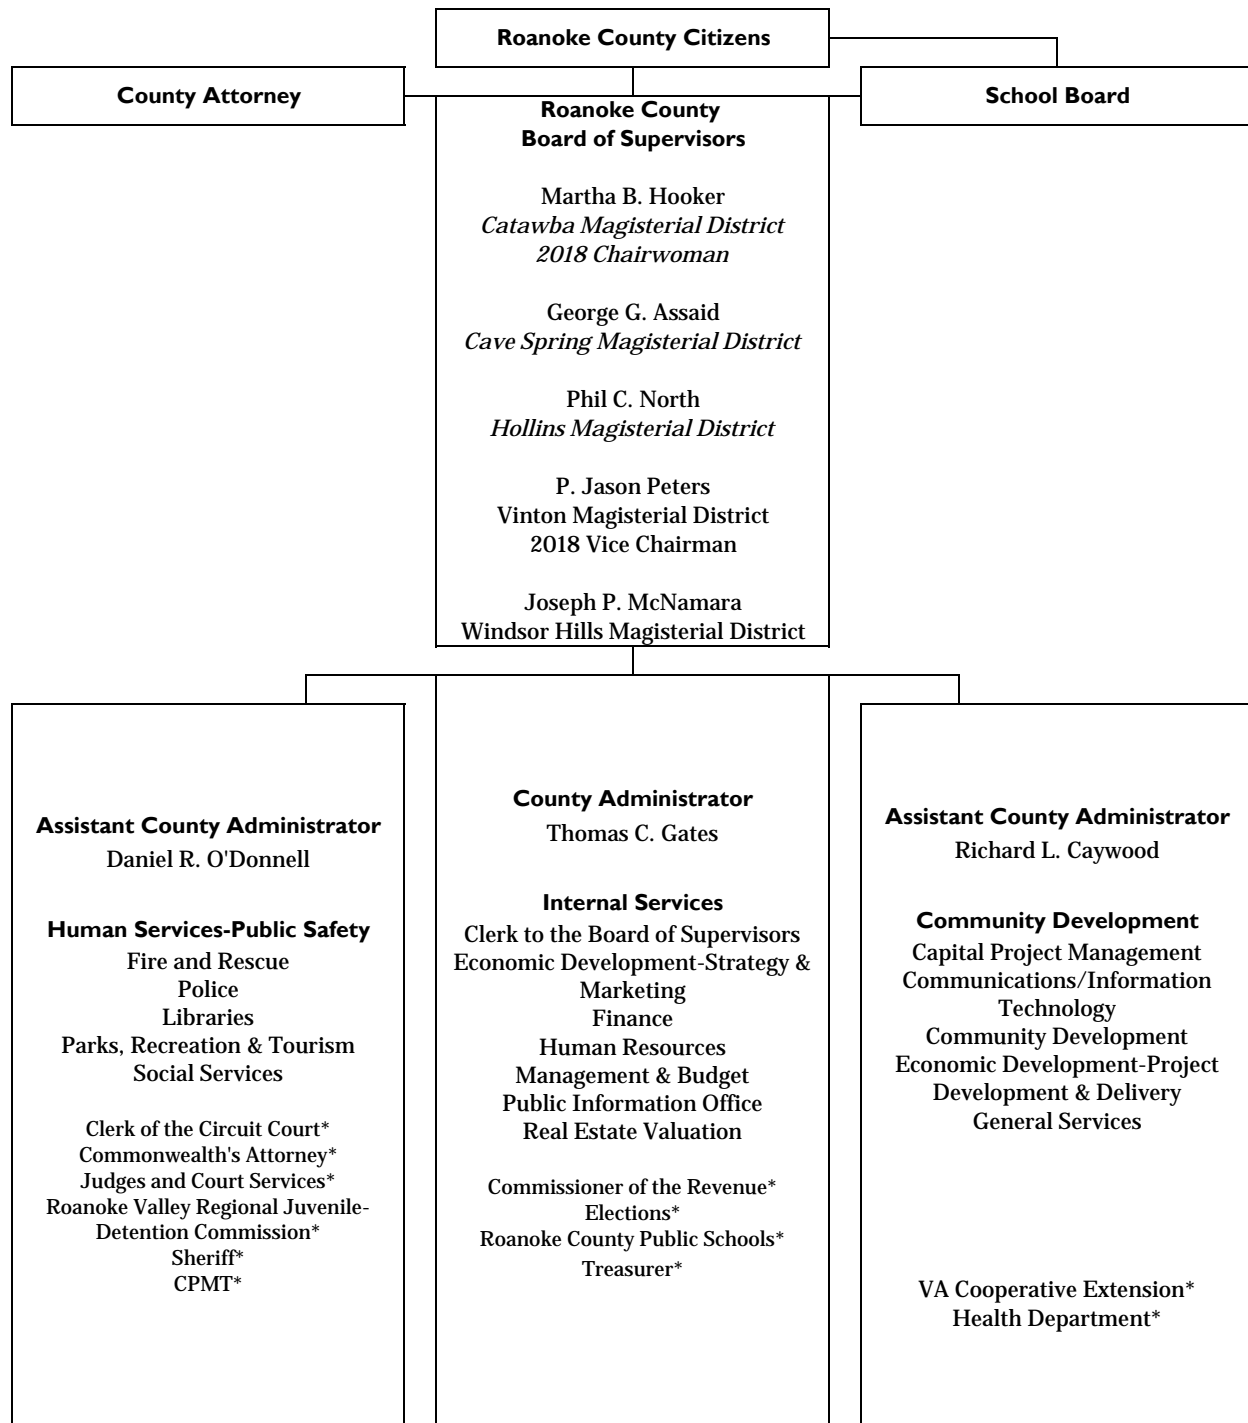 Roanoke County Citizens
County Attorney
School Board
Roanoke County
Board of Supervisors
Martha B. Hooker
Catawba Magisterial District
2018 Chairwoman
George G. Assaid
Cave Spring Magisterial District
Phil C. North
Hollins Magisterial District
P. Jason Peters
Vinton Magisterial District
2018 Vice Chairman
Joseph P. McNamara
Windsor Hills Magisterial District
Assistant County Administrator
Daniel R. O'Donnell
Human Services-Public Safety
Fire and Rescue
Police
Libraries
Parks, Recreation & Tourism
Social Services
Clerk of the Circuit Court*
Commonwealth's Attorney*
Judges and Court Services*
Roanoke Valley Regional Juvenile-
Detention Commission*
Sheriff*
CPMT*
County Administrator
Thomas C. Gates
Internal Services
Clerk to the Board of Supervisors
Economic Development-Strategy &
Marketing
Finance
Human Resources
Management & Budget
Public Information Office
Real Estate Valuation
Commissioner of the Revenue*
Elections*
Roanoke County Public Schools*
Treasurer*
Assistant County Administrator
Richard L. Caywood
Community Development
Capital Project Management
Communications/Information
Technology
Community Development
Economic Development-Project
Development & Delivery
General Services
VA Cooperative Extension*
Health Department*